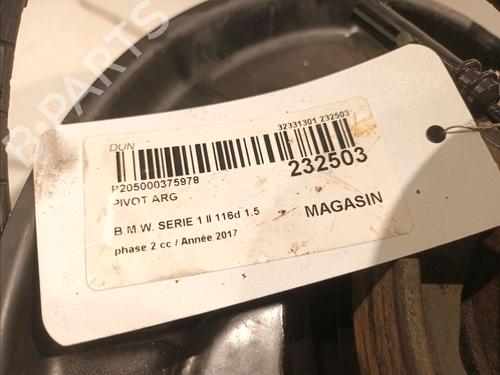 DUN
32331301 232503
P205000375978
232503
PIVOT ARG
B.M.W. SERIE 1 II 116d 1.5
MAGASIN
phase 2 cc / Année 2017
B-PARTS